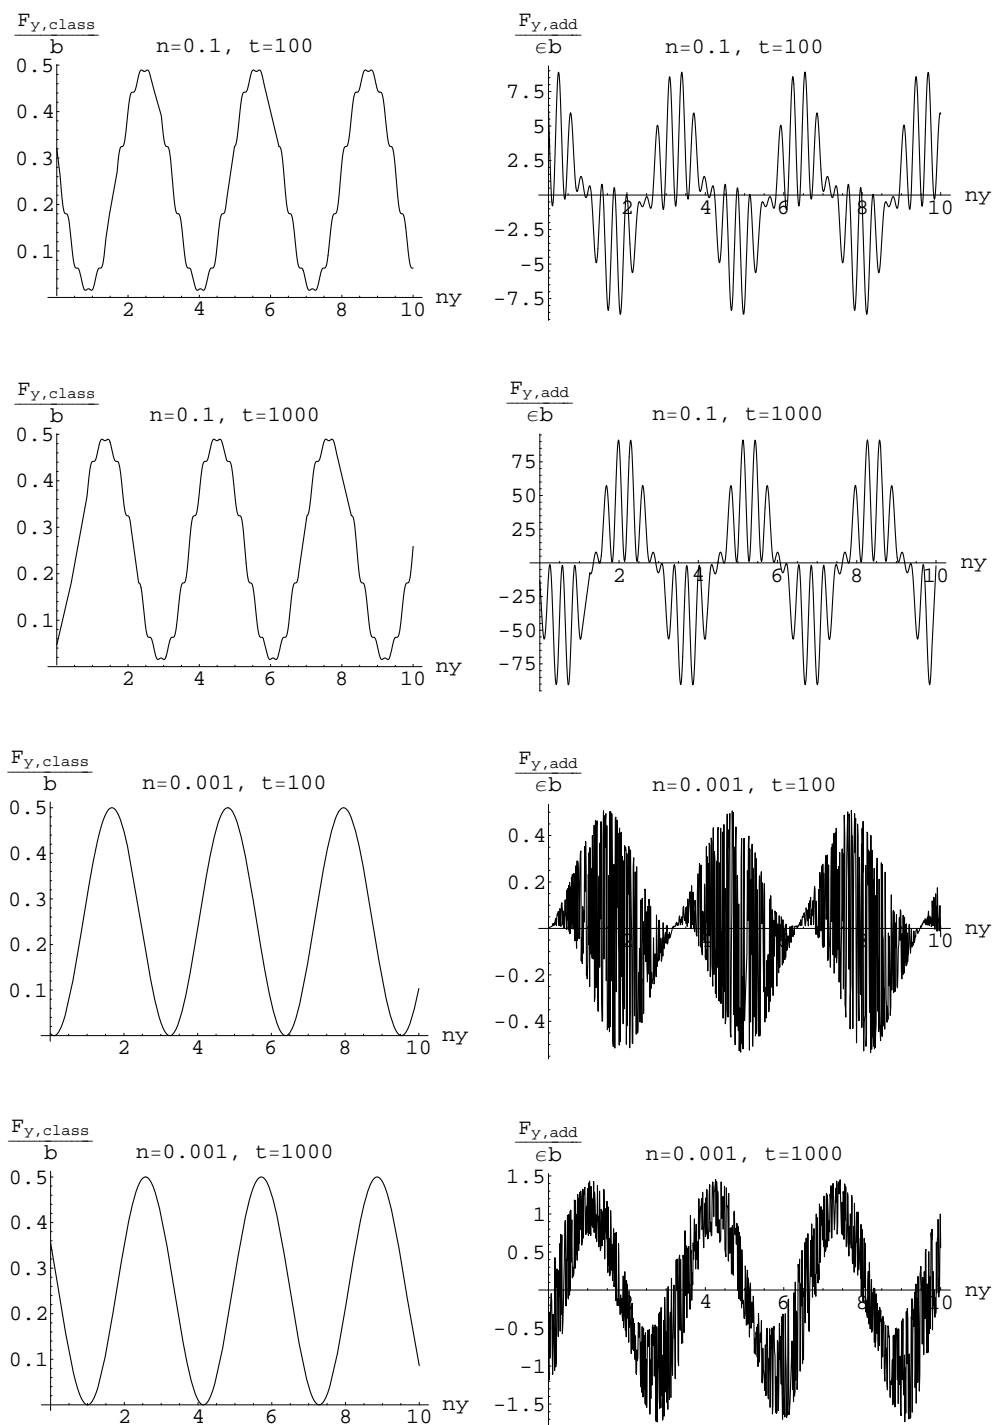 F_y,class
b
n=0.1, t=100
0.5
0.4
0.3
0.2
0.1
2 4 6 8 10
ny
F_y,add
ϵb
n=0.1, t=100
7.5
5
2.5
-2.5
-5
-7.5
2 4 6 8 10
ny
F_y,class
b
n=0.1, t=1000
0.5
0.4
0.3
0.2
0.1
2 4 6 8 10
ny
F_y,add
ϵb
n=0.1, t=1000
75
50
25
-25
-50
-75
2 4 6 8 10
ny
F_y,class
b
n=0.001, t=100
0.5
0.4
0.3
0.2
0.1
2 4 6 8 10
ny
F_y,add
ϵb
n=0.001, t=100
0.4
0.2
-0.2
-0.4
2 4 6 8 10
ny
F_y,class
b
n=0.001, t=1000
0.5
0.4
0.3
0.2
0.1
2 4 6 8 10
ny
F_y,add
ϵb
n=0.001, t=1000
1.5
1
0.5
-0.5
-1
-1.5
2 4 6 8 10
ny